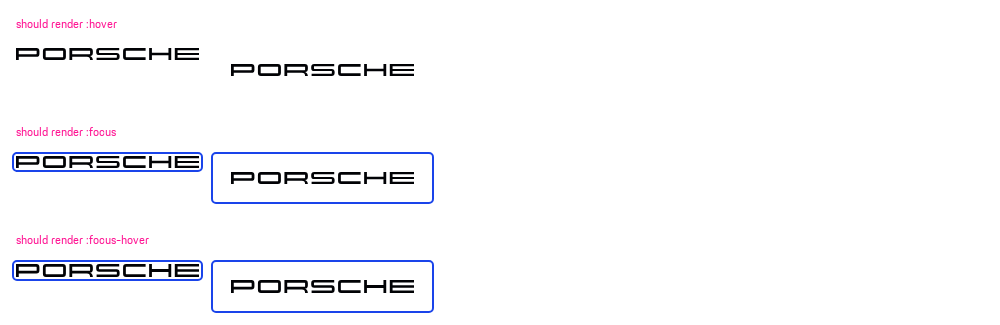 should render :hover
PORSCHE
PORSCHE
should render :focus
PORSCHE
PORSCHE
should render :focus-hover
PORSCHE
PORSCHE